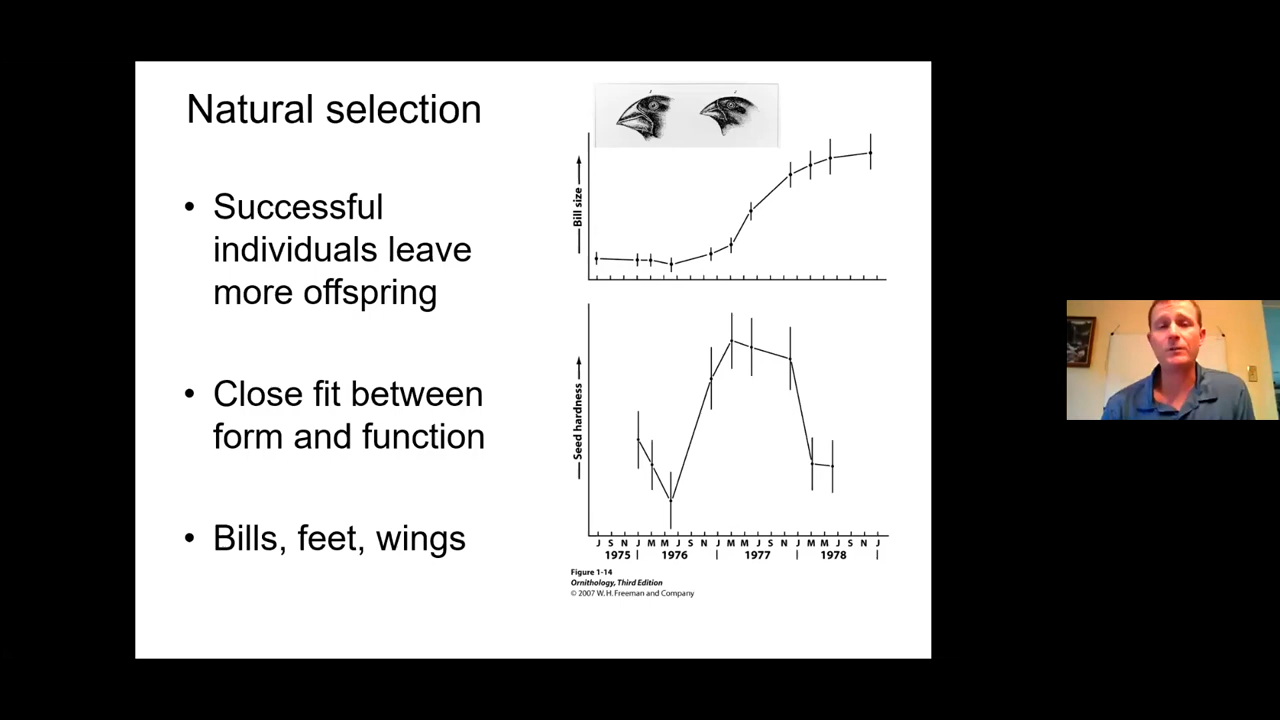 Natural selection
• Successful
individuals leave
more offspring
• Close fit between
form and function
• Bills, feet, wings
Bill size
Seed hardness
J S N J M M J S N J M M J S N J M M J S N J
1975 1976 1977 1978
Figure 1-14
Ornithology, Third Edition
© 2007 W. H. Freeman and Company